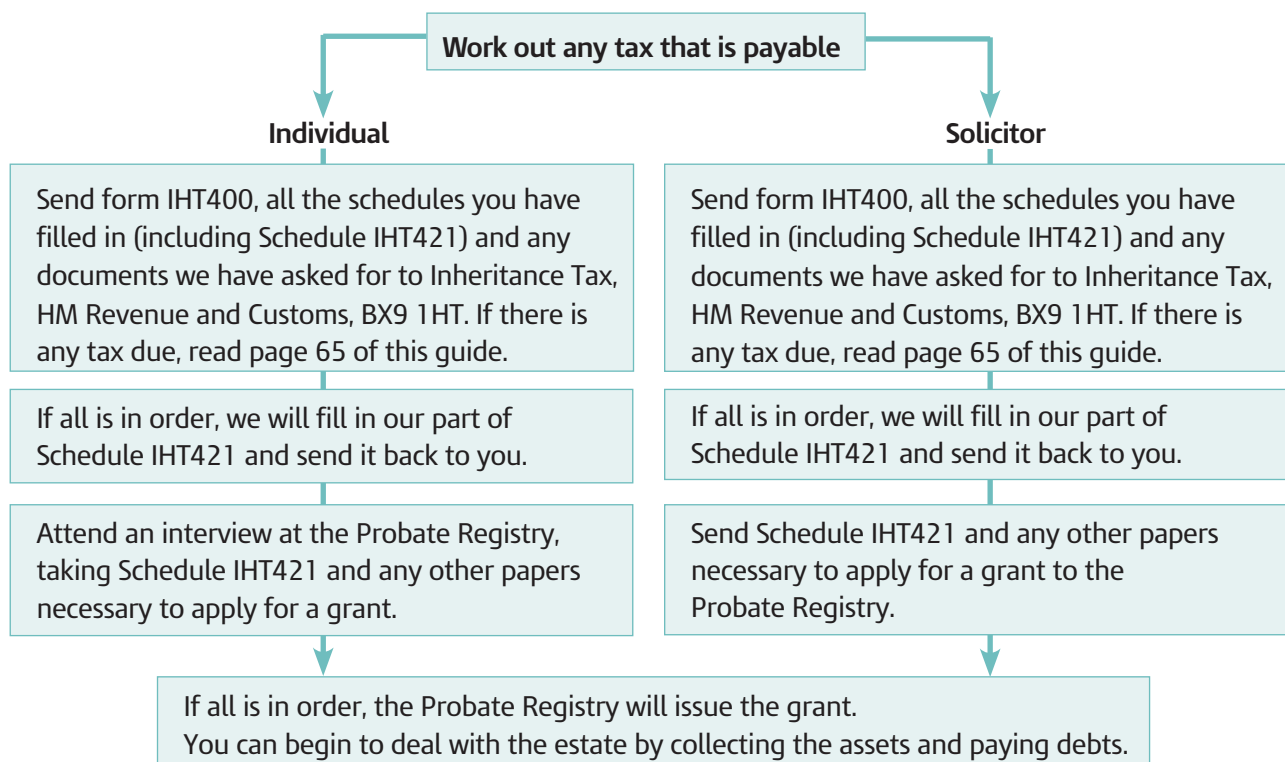 Work out any tax that is payable
Individual
Send form IHT400, all the schedules you have
filled in (including Schedule IHT421) and any
documents we have asked for to Inheritance Tax,
HM Revenue and Customs, BX9 1HT. If there is
any tax due, read page 65 of this guide.
If all is in order, we will fill in our part of
Schedule IHT421 and send it back to you.
Attend an interview at the Probate Registry,
taking Schedule IHT421 and any other papers
necessary to apply for a grant.
Solicitor
Send form IHT400, all the schedules you have
filled in (including Schedule IHT421) and any
documents we have asked for to Inheritance Tax,
HM Revenue and Customs, BX9 1HT. If there is
any tax due, read page 65 of this guide.
If all is in order, we will fill in our part of
Schedule IHT421 and send it back to you.
Send Schedule IHT421 and any other papers
necessary to apply for a grant to the
Probate Registry.
If all is in order, the Probate Registry will issue the grant.
You can begin to deal with the estate by collecting the assets and paying debts.